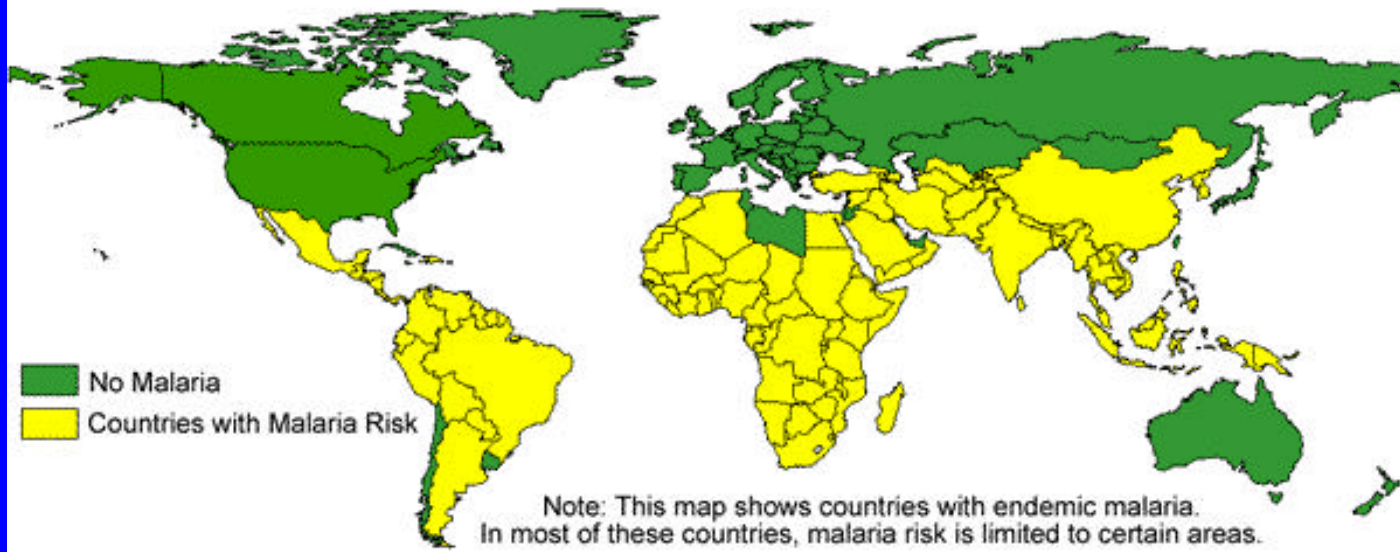 No Malaria
Countries with Malaria Risk
Note: This map shows countries with endemic malaria.
In most of these countries, malaria risk is limited to certain areas.